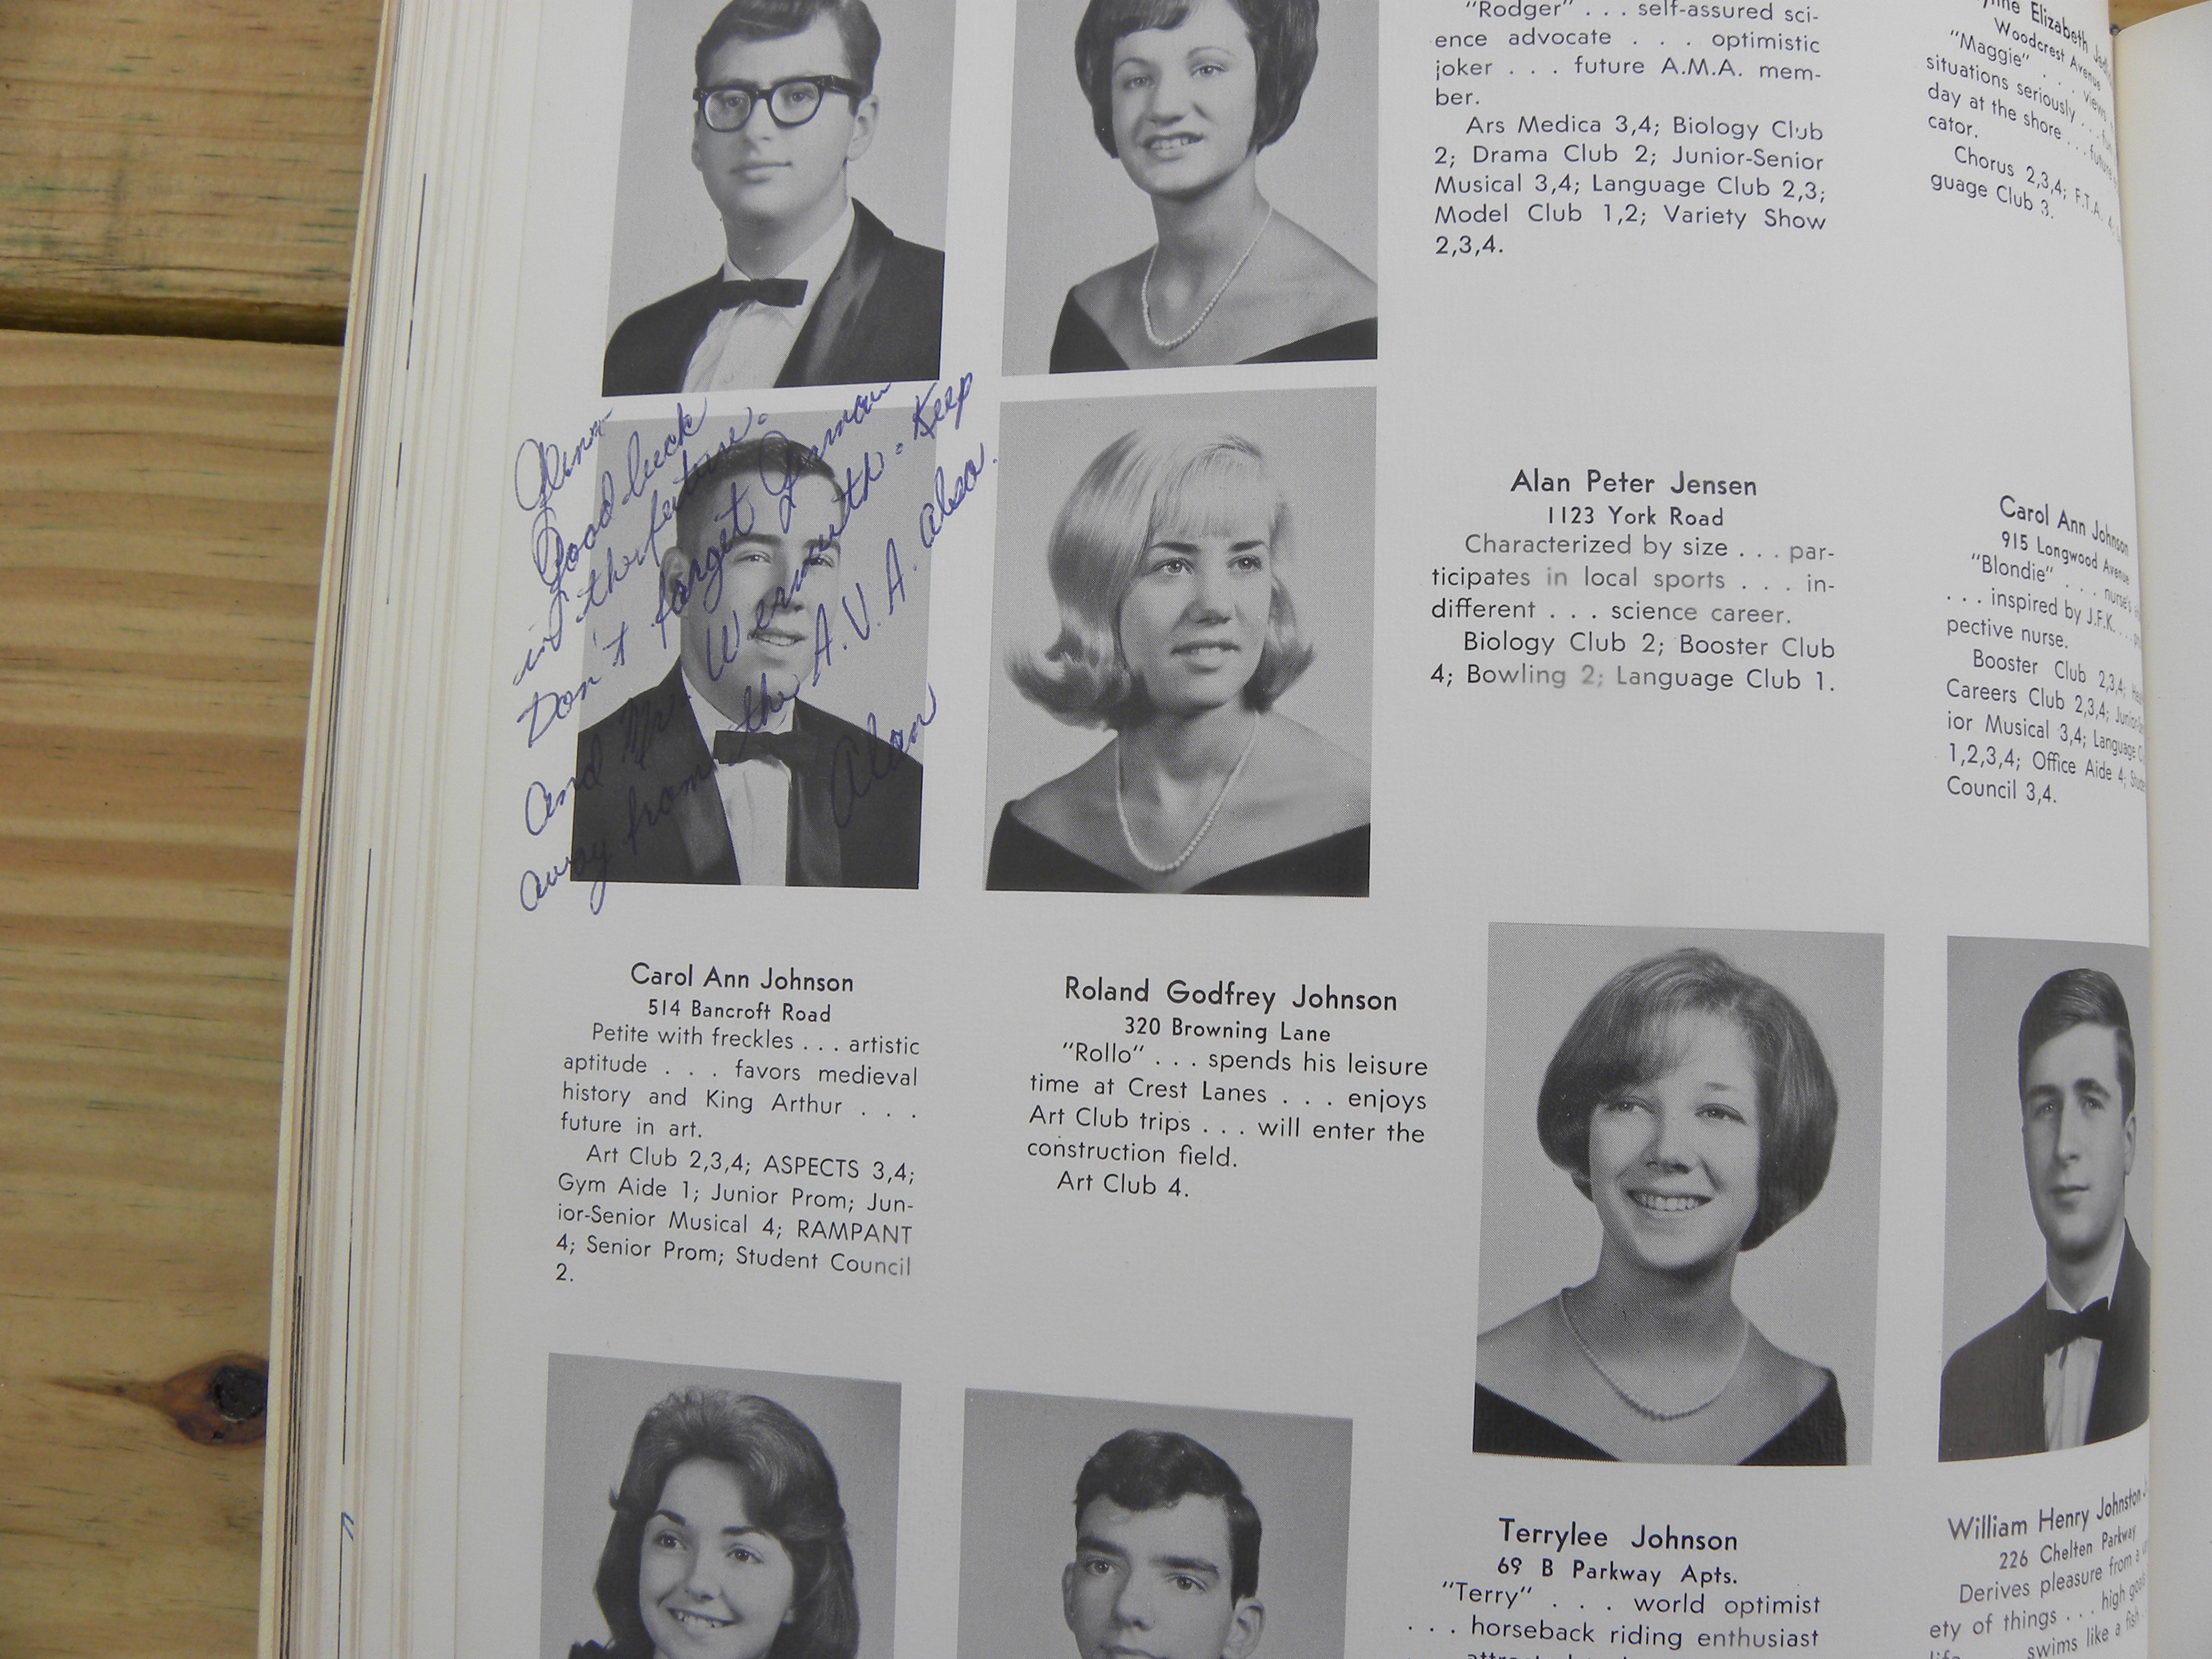 "Rodger" . . . self-assured sci-
ence advocate . . . optimistic
joker . . . future A.M.A. mem-
ber.
Ars Medica 3,4; Biology Club
2; Drama Club 2; Junior-Senior
Musical 3,4; Language Club 2,3;
Model Club 1,2; Variety Show
2,3,4.
Elizabeth
Woodcrest Avenue
"Maggie" . . . views
situations seriously . . .
day at the shore . . . future
cator.
Chorus 2,3,4; F.T.A. 4;
guage Club 3.
Glenn-
Good luck
in the future.
Don't forget German
and Mr. Wermuth. Keep
away from the A.V.A. also.
Alan
Alan Peter Jensen
1123 York Road
Characterized by size . . . par-
ticipates in local sports . . . in-
different . . . science career.
Biology Club 2; Booster Club
4; Bowling 2; Language Club 1.
Carol Ann Johnson
915 Longwood Avenue
"Blondie" . . . nurse's
. . . inspired by J.F.K. . . .
pective nurse.
Booster Club 2,3,4;
Careers Club 2,3,4; Junior-Sen
ior Musical 3,4; Language
1,2,3,4; Office Aide 4;
Council 3,4.
Carol Ann Johnson
514 Bancroft Road
Petite with freckles . . . artistic
aptitude . . . favors medieval
history and King Arthur . . .
future in art.
Art Club 2,3,4; ASPECTS 3,4;
Gym Aide 1; Junior Prom; Jun-
ior-Senior Musical 4; RAMPANT
4; Senior Prom; Student Council
2.
Roland Godfrey Johnson
320 Browning Lane
"Rollo" . . . spends his leisure
time at Crest Lanes . . . enjoys
Art Club trips . . . will enter the
construction field.
Art Club 4.
Terrylee Johnson
69 B Parkway Apts.
"Terry" . . . world optimist
. . . horseback riding enthusiast
William Henry Johnston
226 Chelten Parkway
Derives pleasure from a
ety of things . . . high
swims like a fish